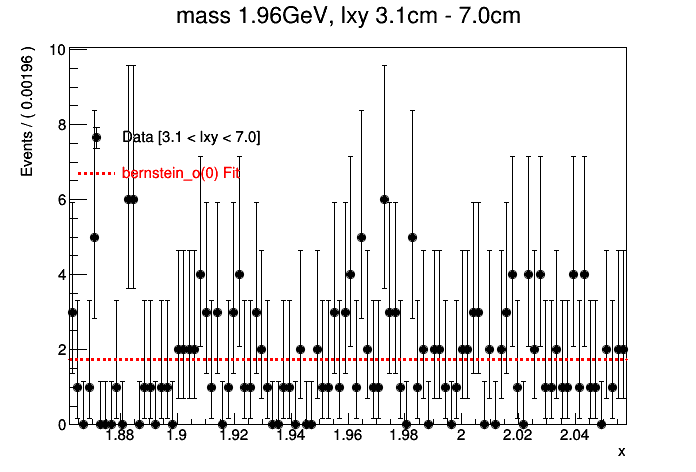 mass 1.96GeV, lxy 3.1cm - 7.0cm
Events / ( 0.00196 )
10
8
6
4
2
0
Data [3.1 < lxy < 7.0]
bernstein_o(0) Fit
1.88 1.9 1.92 1.94 1.96 1.98 2 2.02 2.04
x